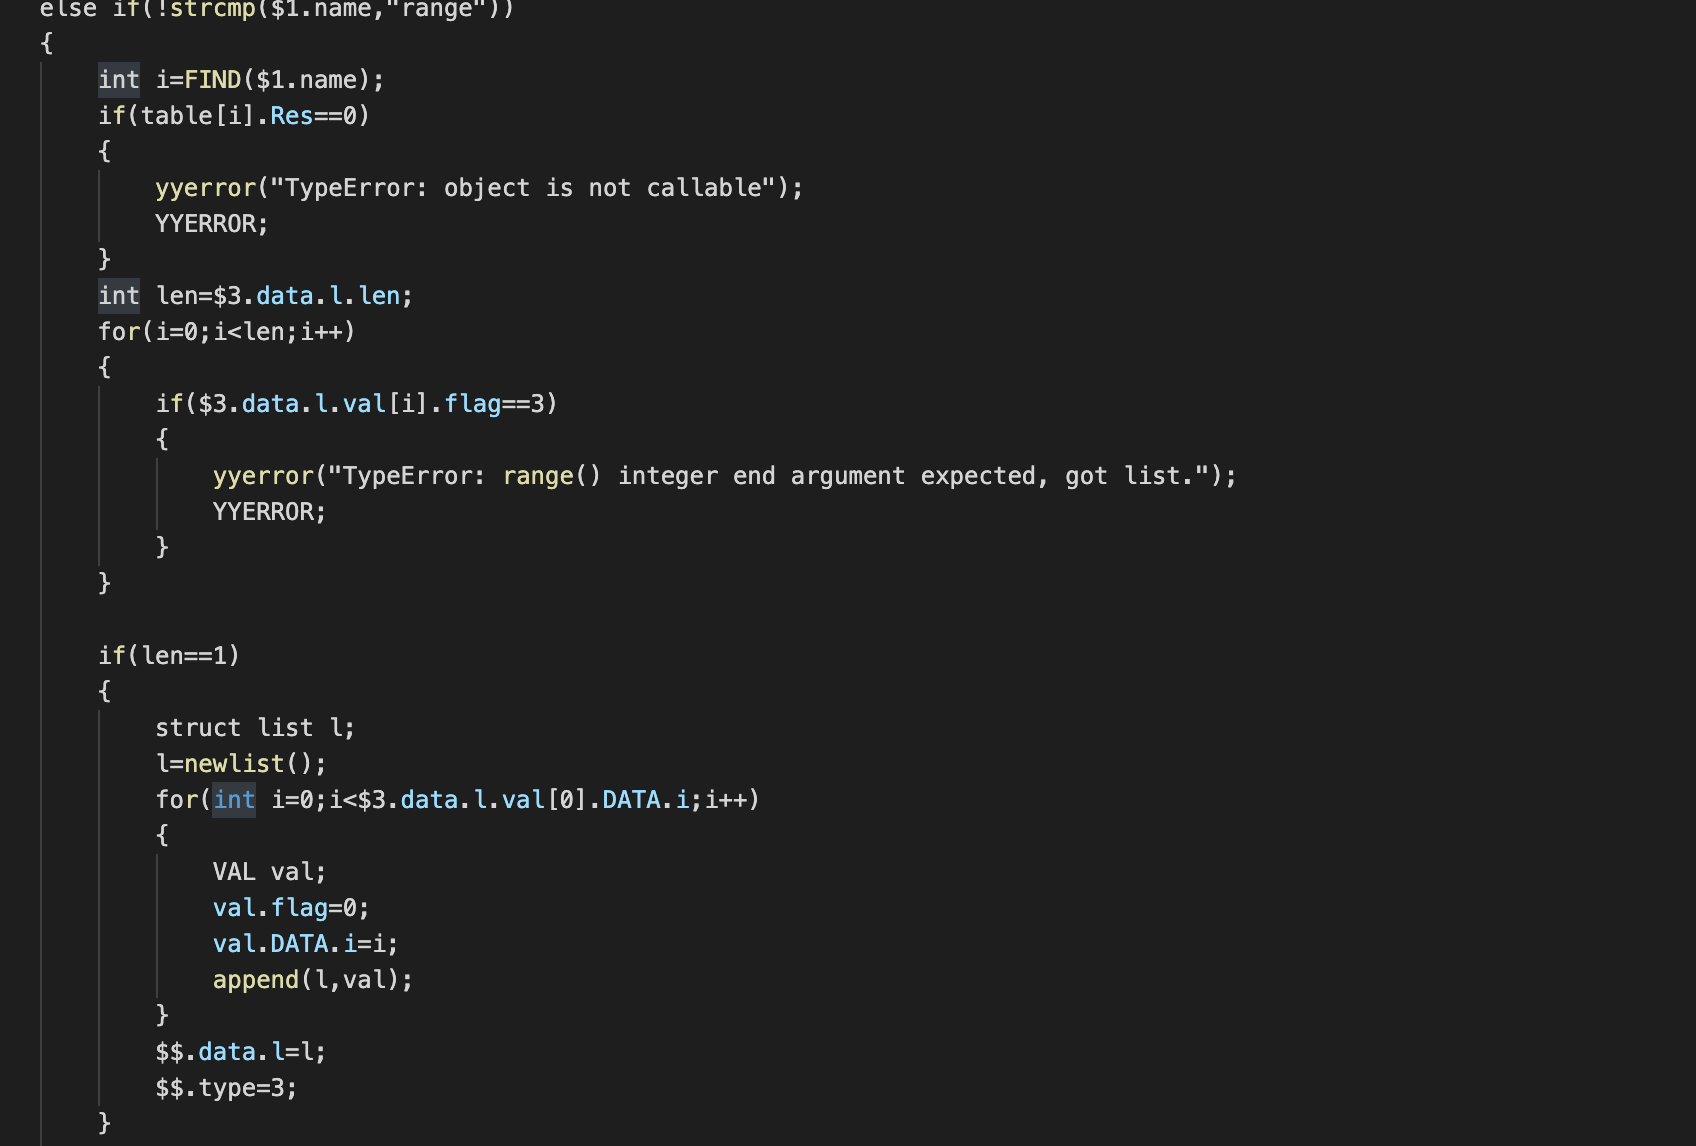 else if(!strcmp($1.name,"range"))
{
int i=FIND($1.name);
if(table[i].Res==0)
{
yyerror("TypeError: object is not callable");
YYERROR;
}
int len=$3.data.l.len;
for(i=0;i<len;i++)
{
if($3.data.l.val[i].flag==3)
{
yyerror("TypeError: range() integer end argument expected, got list.");
YYERROR;
}
}
if(len==1)
{
struct list l;
l=newlist();
for(int i=0;i<$3.data.l.val[0].DATA.i;i++)
{
VAL val;
val.flag=0;
val.DATA.i=i;
append(l,val);
}
$$.data.l=l;
$$.type=3;
}